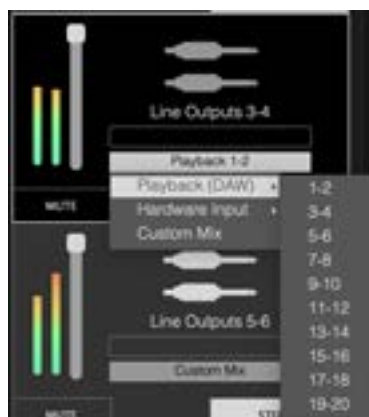 Line Outputs 3-4
Playback 1-2
Playback (DAW)
Hardware Input
Custom Mix
MUTE
1-2
3-4
5-6
7-8
9-10
11-12
13-14
15-16
17-18
19-20
Line Outputs 5-6
Custom Mix
MUTE